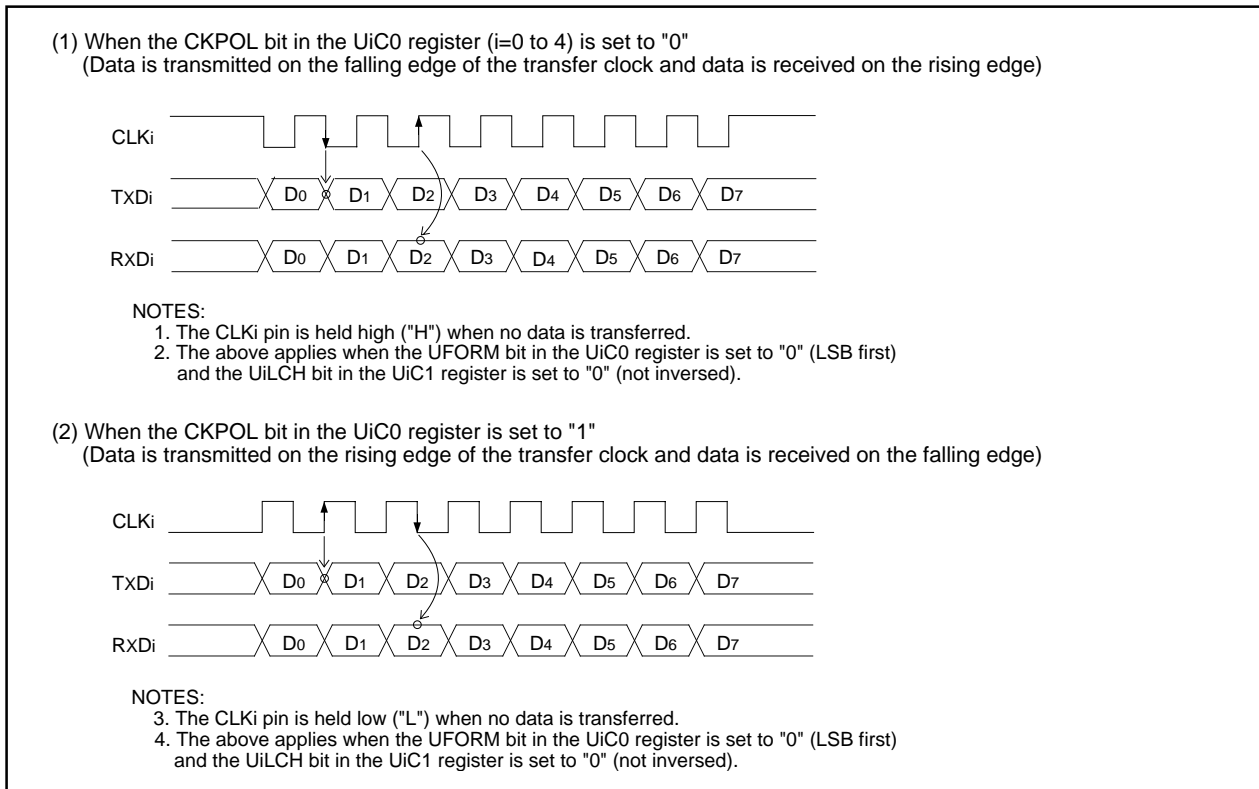 (1) When the CKPOL bit in the UiC0 register (i=0 to 4) is set to "0"
(Data is transmitted on the falling edge of the transfer clock and data is received on the rising edge)
CLKi
TXDi D0 D1 D2 D3 D4 D5 D6 D7
RXDi D0 D1 D2 D3 D4 D5 D6 D7
NOTES:
1. The CLKi pin is held high ("H") when no data is transferred.
2. The above applies when the UFORM bit in the UiC0 register is set to "0" (LSB first)
and the UiLCH bit in the UiC1 register is set to "0" (not inversed).
(2) When the CKPOL bit in the UiC0 register is set to "1"
(Data is transmitted on the rising edge of the transfer clock and data is received on the falling edge)
CLKi
TXDi D0 D1 D2 D3 D4 D5 D6 D7
RXDi D0 D1 D2 D3 D4 D5 D6 D7
NOTES:
3. The CLKi pin is held low ("L") when no data is transferred.
4. The above applies when the UFORM bit in the UiC0 register is set to "0" (LSB first)
and the UiLCH bit in the UiC1 register is set to "0" (not inversed).